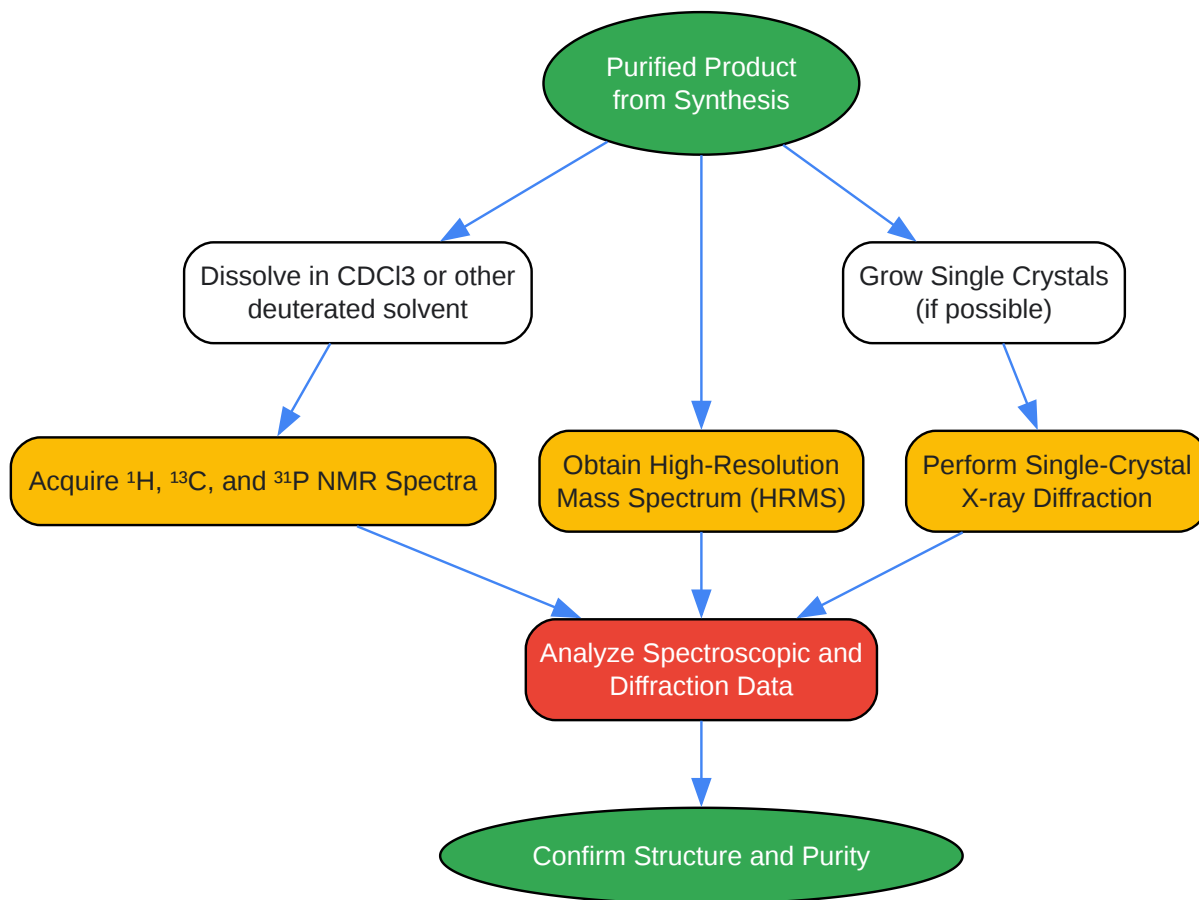 Purified Product
from Synthesis
Dissolve in CDCl3 or other
deuterated solvent
Grow Single Crystals
(if possible)
Acquire ¹H, ¹³C, and ³¹P NMR Spectra
Obtain High-Resolution
Mass Spectrum (HRMS)
Perform Single-Crystal
X-ray Diffraction
Analyze Spectroscopic and
Diffraction Data
Confirm Structure and Purity